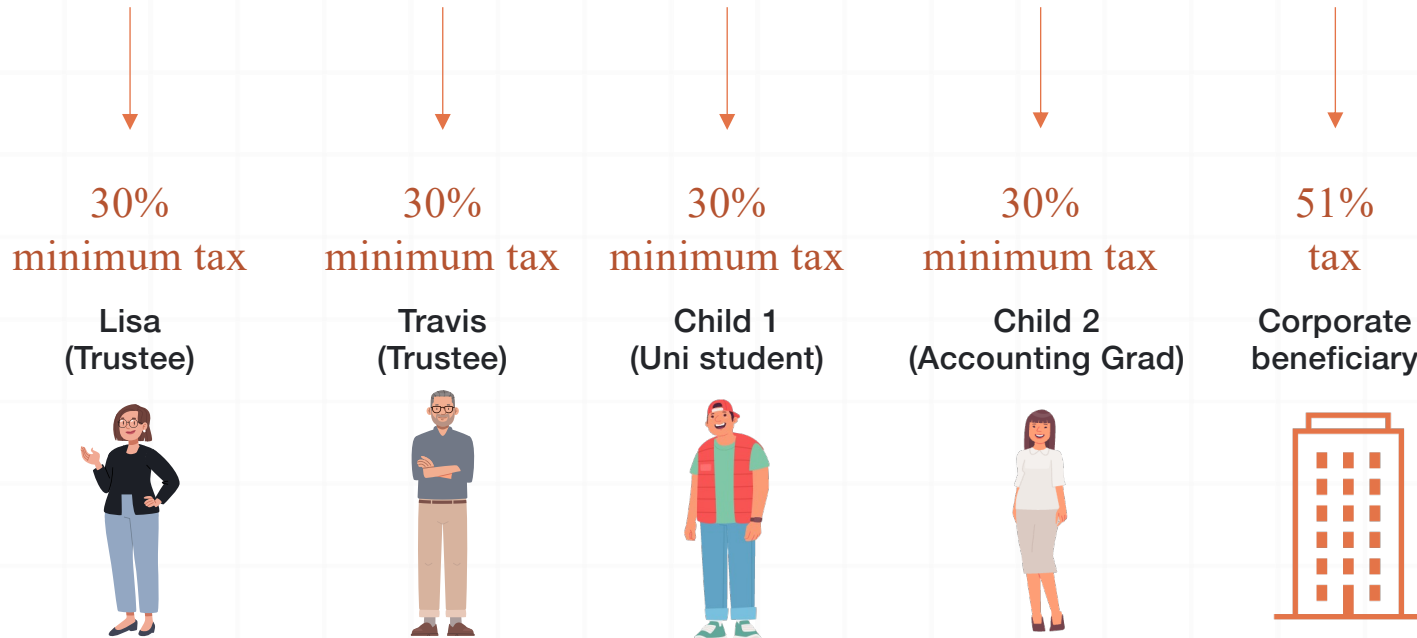 30%
minimum tax
Lisa
(Trustee)
30%
minimum tax
Travis
(Trustee)
30%
minimum tax
Child 1
(Uni student)
30%
minimum tax
Child 2
(Accounting Grad)
51%
tax
Corporate
beneficiary